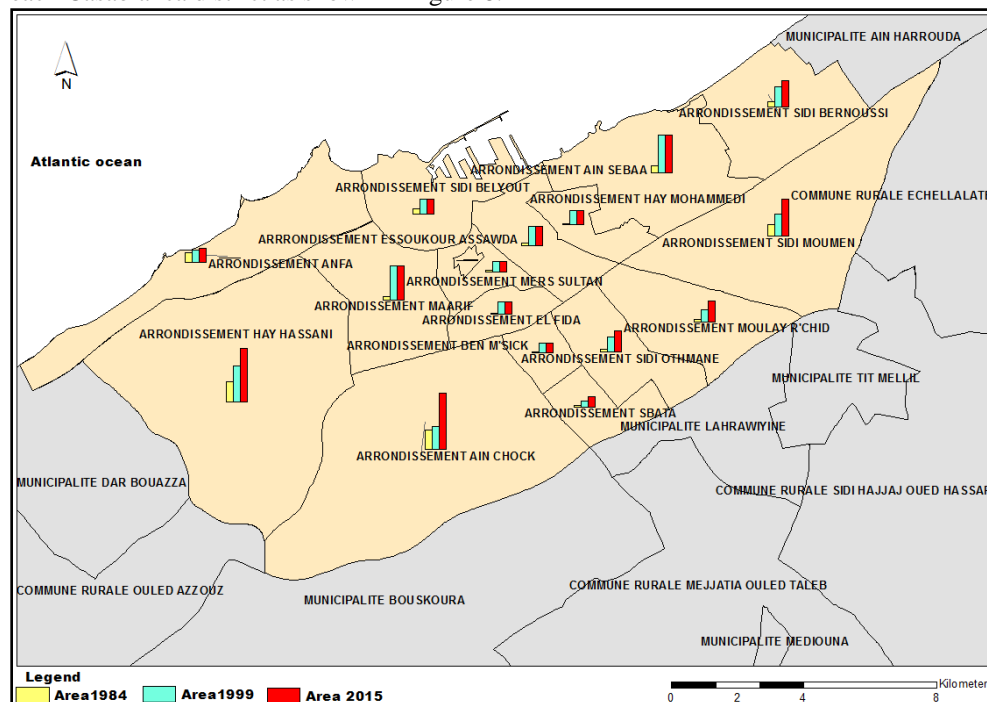 MUNICIPALITE AIN HARROUDA
N
ARRONDISSEMENT SIDI BERNOUSSI
Atlantic ocean
ARRONDISSEMENT AIN SEBAA
ARRONDISSEMENT SIDI BELYOUT
COMMUNE RURALE ECHELLALAT
ARRONDISSEMENT HAY MOHAMMEDI
ARRRONDISSEMENT ESSOUKOUR ASSAWDA
ARRONDISSEMENT SIDI MOUMEN
ARRONDISSEMENT ANFA
ARRONDISSEMENT MERS SULTAN
ARRONDISSEMENT MAARIF
ARRONDISSEMENT EL FIDA
ARRONDISSEMENT MOULAY R'CHID
ARRONDISSEMENT HAY HASSANI
ARRONDISSEMENT BEN M'SICK
ARRONDISSEMENT SIDI OTHMANE
MUNICIPALITE TIT MELLIL
ARRONDISSEMENT SBATA
MUNICIPALITE LAHRAWIYINE
ARRONDISSEMENT AIN CHOCK
MUNICIPALITE DAR BOUAZZA
COMMUNE RURALE SIDI HAJJAJ OUED HASSAR
COMMUNE RURALE OULED AZZOUZ
COMMUNE RURALE MEJJATIA OULED TALEB
MUNICIPALITE BOUSKOURA
MUNICIPALITE MEDIOUNA
Legend
Area1984 Area1999 Area 2015
Kilometer
0 2 4 8